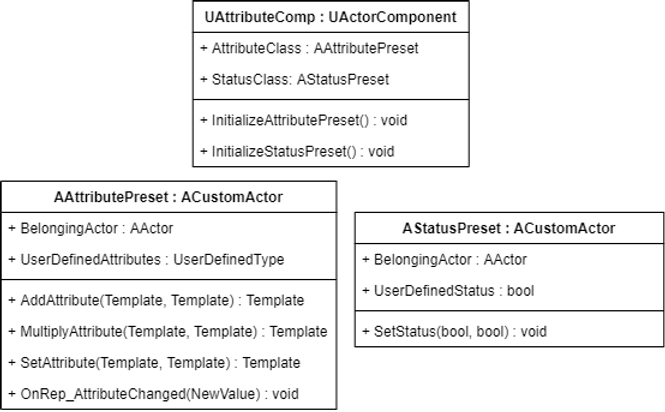 UAttributeComp : UActorComponent
+ AttributeClass : AAttributePreset
+ StatusClass: AStatusPreset
+ InitializeAttributePreset() : void
+ InitializeStatusPreset() : void
AAttributePreset : ACustomActor
+ BelongingActor : AActor
+ UserDefinedAttributes : UserDefinedType
+ AddAttribute(Template, Template) : Template
+ MultiplyAttribute(Template, Template) : Template
+ SetAttribute(Template, Template) : Template
+ OnRep_AttributeChanged(NewValue) : void
AStatusPreset : ACustomActor
+ BelongingActor : AActor
+ UserDefinedStatus : bool
+ SetStatus(bool, bool) : void